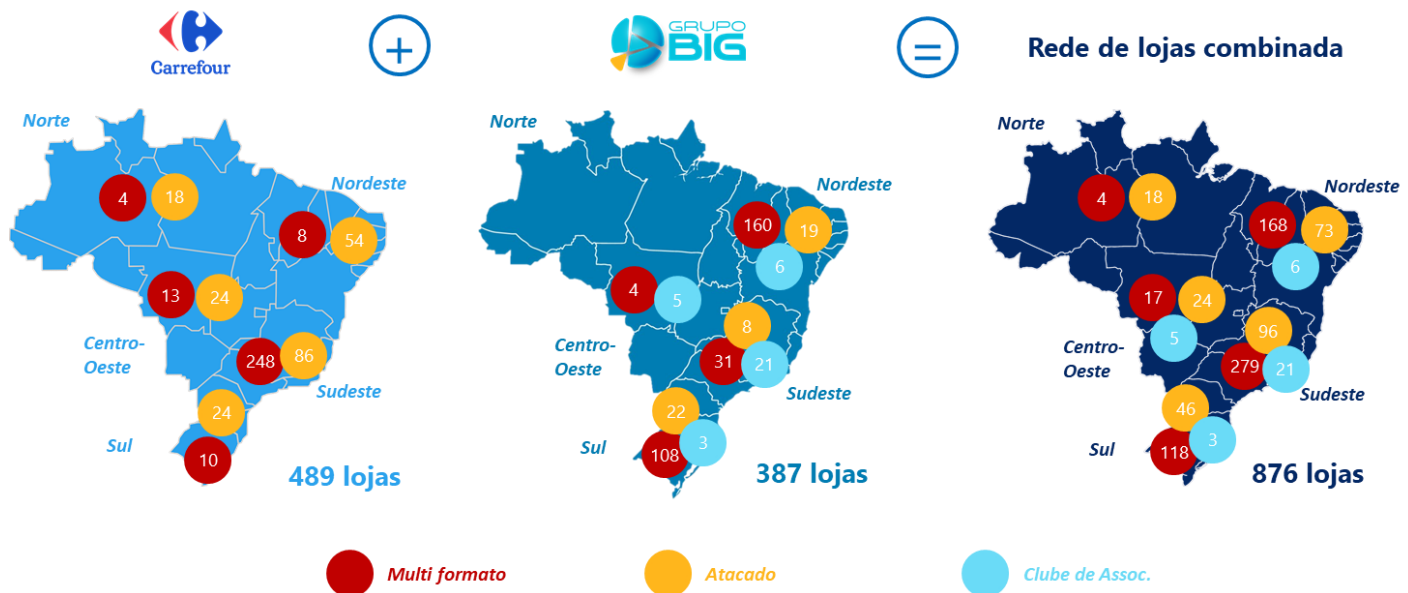 Carrefour
+
GRUPO
BIG
=
Rede de lojas combinada
Norte
4
18
Nordeste
8
54
13
24
Centro-
Oeste
248
86
Sudeste
24
Sul
10
489 lojas
Norte
Nordeste
160
19
6
4
5
8
Centro-
Oeste
31
21
Sudeste
22
Sul
108
3
387 lojas
Norte
4
18
Nordeste
168
73
6
17
24
5
96
Centro-
Oeste
279
21
Sudeste
46
Sul
118
3
876 lojas
Multi formato
Atacado
Clube de Assoc.